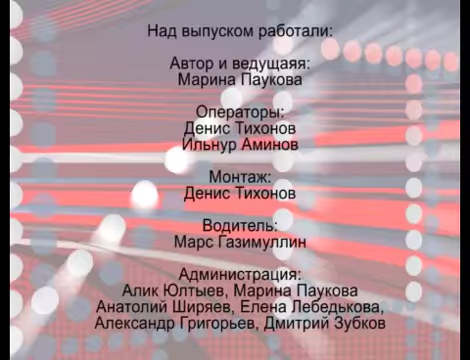 Над выпуском работали:
Автор и ведущаяя:
Марина Паукова
Операторы:
Денис Тихонов
Ильнур Аминов
Монтаж:
Денис Тихонов
Водитель:
Марс Газимуллин
Администрация:
Алик Юлтыев, Марина Паукова
Анатолий Ширяев, Елена Лебедькова,
Александр Григорьев, Дмитрий Зубков